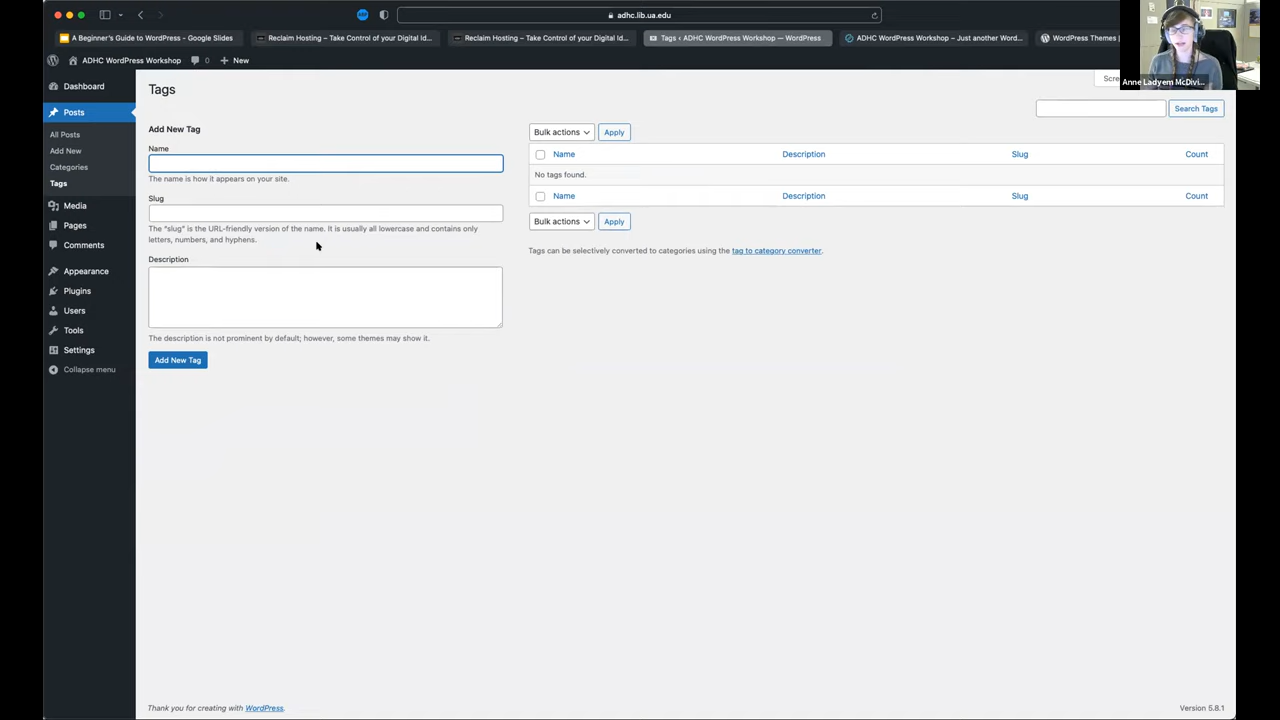 adhc.lib.ua.edu
A Beginner's Guide to WordPress - Google Slides
Reclaim Hosting – Take Control of your Digital Id...
Reclaim Hosting – Take Control of your Digital Id...
Tags < ADHC WordPress Workshop — WordPress
ADHC WordPress Workshop – Just another Word...
WordPress Themes |
ADHC WordPress Workshop
0
New
Dashboard
Posts
All Posts
Add New
Categories
Tags
Media
Pages
Comments
Appearance
Plugins
Users
Tools
Settings
Collapse menu
Tags
Scre
Search Tags
Add New Tag
Name
The name is how it appears on your site.
Slug
The "slug" is the URL-friendly version of the name. It is usually all lowercase and contains only
letters, numbers, and hyphens.
Description
The description is not prominent by default; however, some themes may show it.
Add New Tag
Bulk actions
Apply
Name Description Slug Count
No tags found.
Name Description Slug Count
Bulk actions
Apply
Tags can be selectively converted to categories using the tag to category converter.
Thank you for creating with WordPress.
Version 5.8.1
Anne Ladyem McDivi...